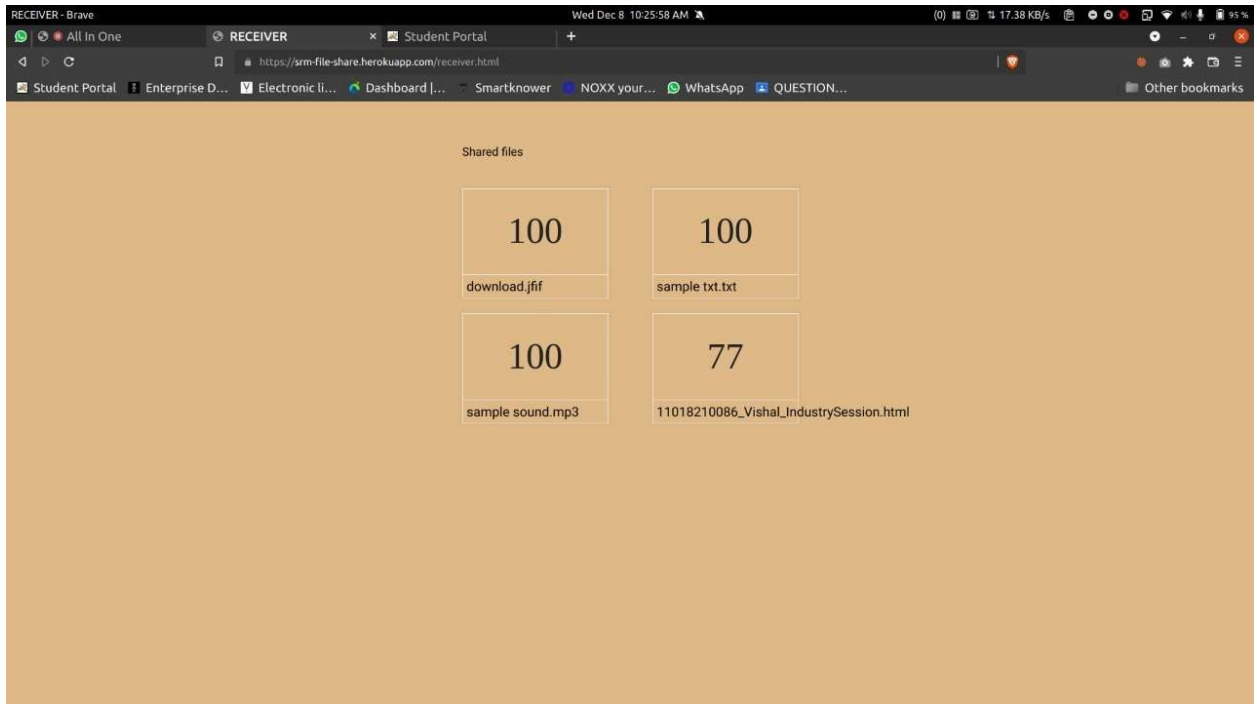 RECEIVER - Brave Wed Dec 8 10:25:58 AM (0) 17.38 KB/s 95 %
All In One RECEIVER × Student Portal +
https://srm-file-share.herokuapp.com/receiver.html
Student Portal Enterprise D... Electronic li... Dashboard |... Smartknower NOXX your... WhatsApp QUESTION... Other bookmarks
Shared files
100 100
download.jfif sample txt.txt
100 77
sample sound.mp3 11018210086_Vishal_IndustrySession.html